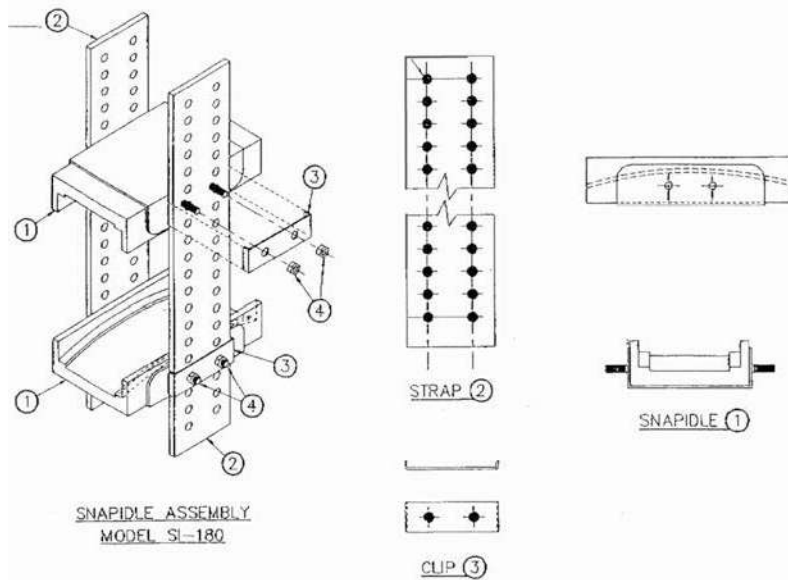 2
3
1
4
3
1
4
2
SNAPIDLE ASSEMBLY
MODEL SI-180
STRAP 2
CLIP 3
SNAPIDLE 1